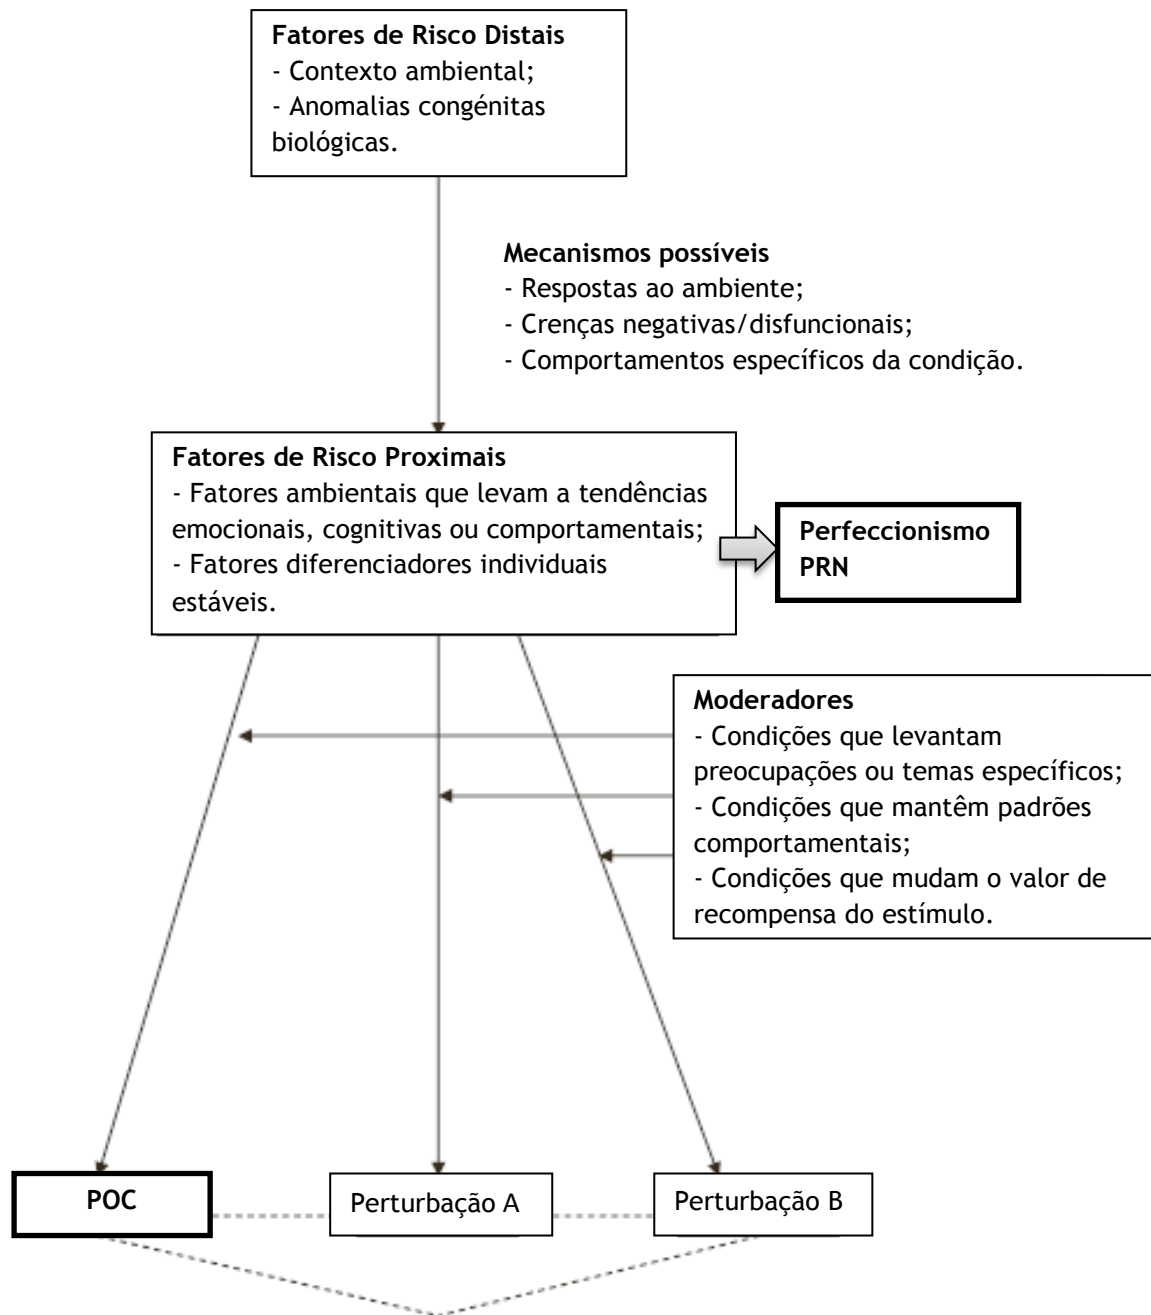 Fatores de Risco Distais
- Contexto ambiental;
- Anomalias congénitas
biológicas.
Mecanismos possíveis
- Respostas ao ambiente;
- Crenças negativas/disfuncionais;
- Comportamentos específicos da condição.
Fatores de Risco Proximais
- Fatores ambientais que levam a tendências
emocionais, cognitivas ou comportamentais;
- Fatores diferenciadores individuais
estáveis.
Perfeccionismo
PRN
Moderadores
- Condições que levantam
preocupações ou temas específicos;
- Condições que mantêm padrões
comportamentais;
- Condições que mudam o valor de
recompensa do estímulo.
POC
Perturbação A
Perturbação B